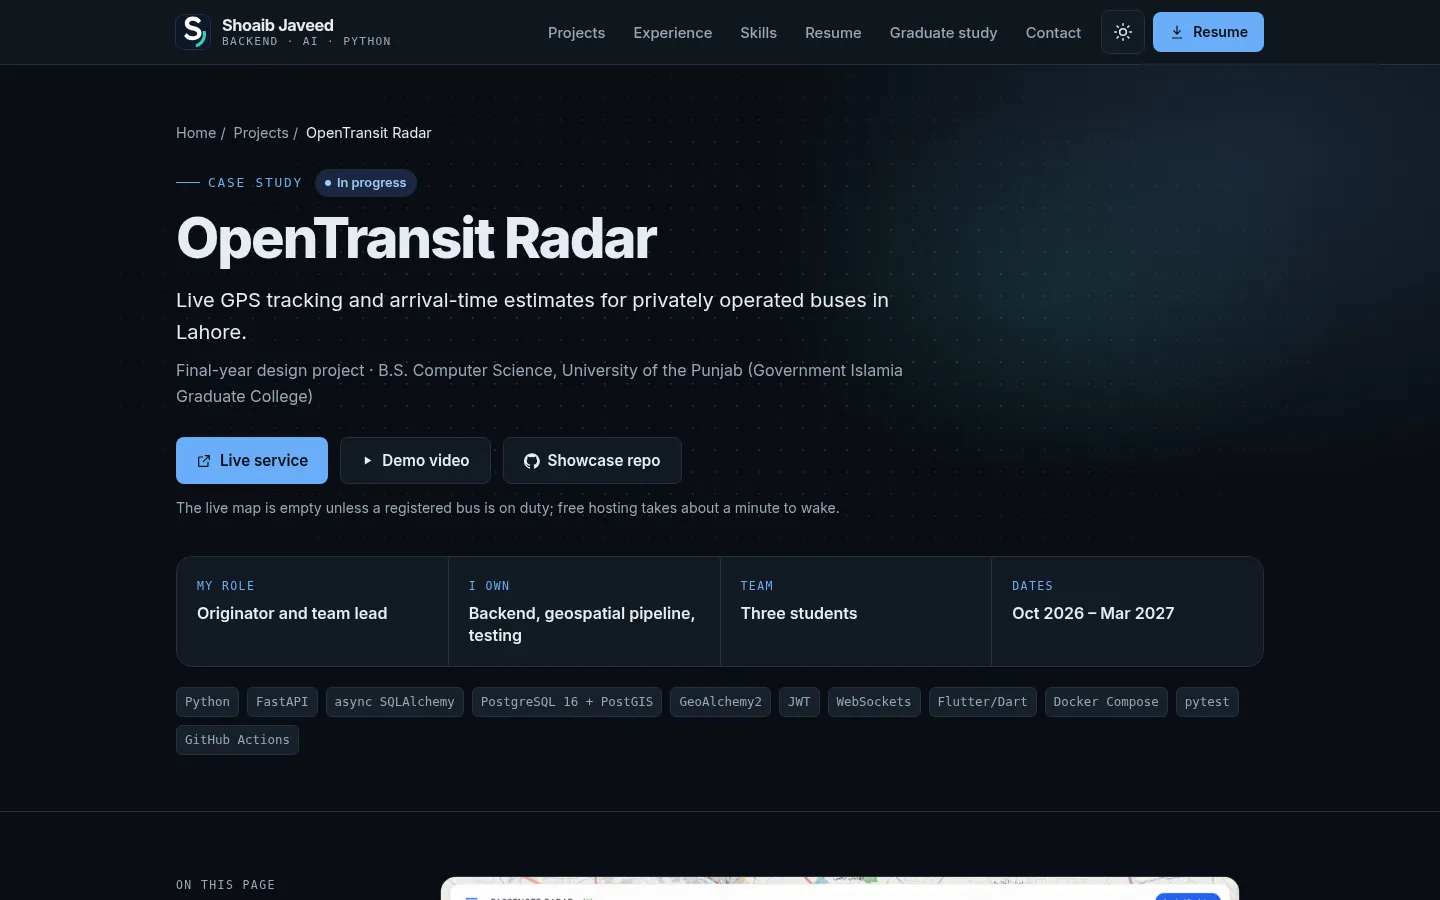 Shoaib Javeed
BACKEND · AI · PYTHON
Projects
Experience
Skills
Resume
Graduate study
Contact
Resume
Home / Projects / OpenTransit Radar
CASE STUDY
In progress
OpenTransit Radar
Live GPS tracking and arrival-time estimates for privately operated buses in
Lahore.
Final-year design project · B.S. Computer Science, University of the Punjab (Government Islamia
Graduate College)
Live service
Demo video
Showcase repo
The live map is empty unless a registered bus is on duty; free hosting takes about a minute to wake.
MY ROLE
Originator and team lead
I OWN
Backend, geospatial pipeline,
testing
TEAM
Three students
DATES
Oct 2026 – Mar 2027
Python
FastAPI
async SQLAlchemy
PostgreSQL 16 + PostGIS
GeoAlchemy2
JWT
WebSockets
Flutter/Dart
Docker Compose
pytest
GitHub Actions
ON THIS PAGE